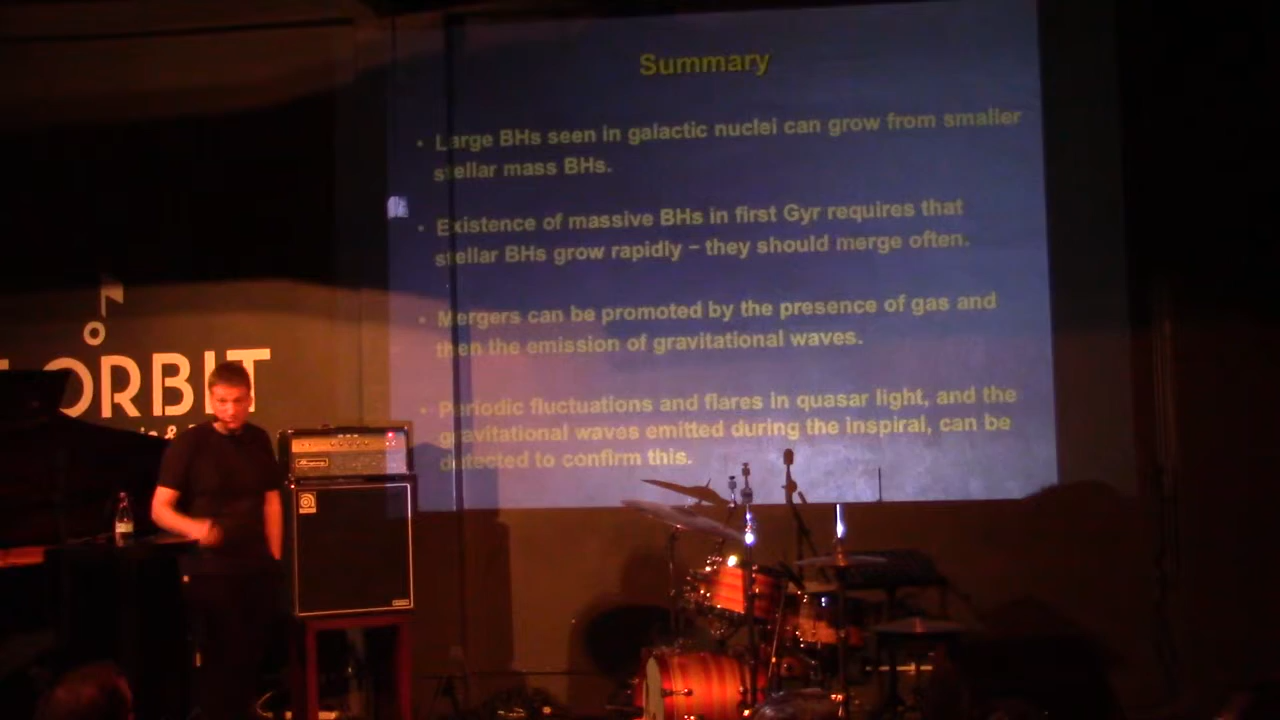 Summary
• Large BHs seen in galactic nuclei can grow from smaller
stellar mass BHs.
• Existence of massive BHs in first Gyr requires that
stellar BHs grow rapidly – they should merge often.
• Mergers can be promoted by the presence of gas and
then the emission of gravitational waves.
• Periodic fluctuations and flares in quasar light, and the
gravitational waves emitted during the inspiral, can be
detected to confirm this.
ORBIT